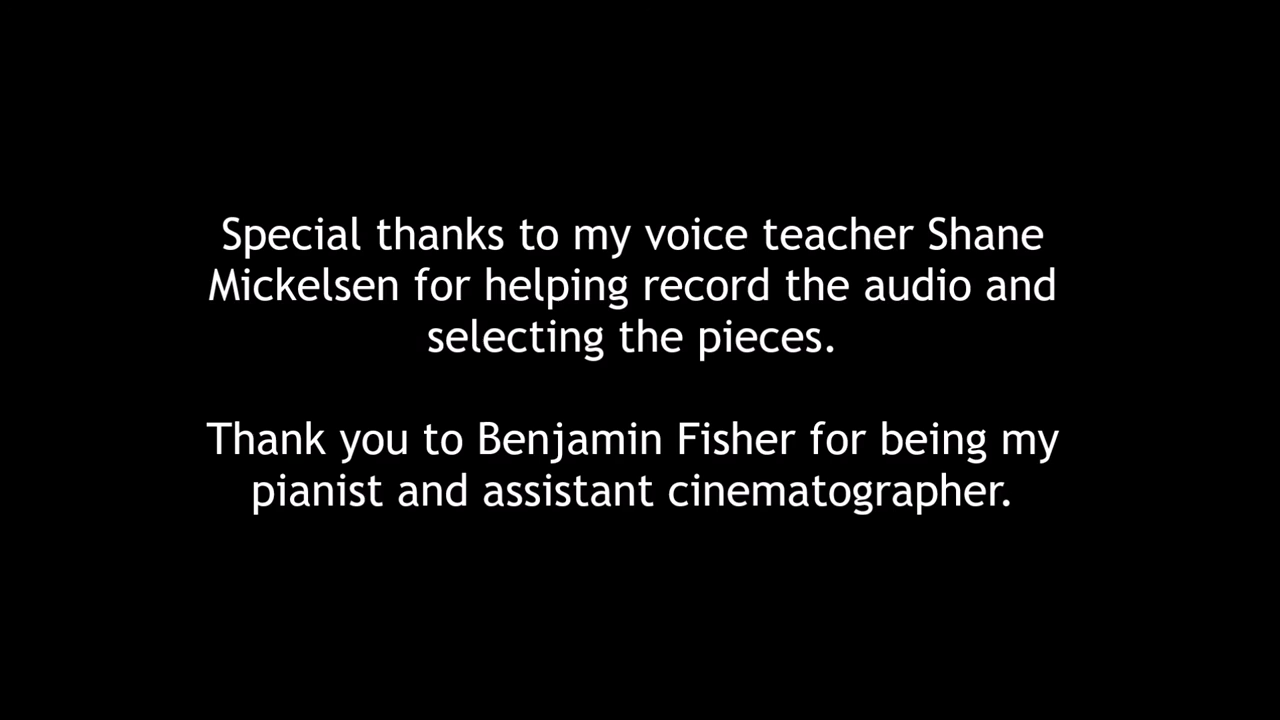 Special thanks to my voice teacher Shane
Mickelsen for helping record the audio and
selecting the pieces.
Thank you to Benjamin Fisher for being my
pianist and assistant cinematographer.